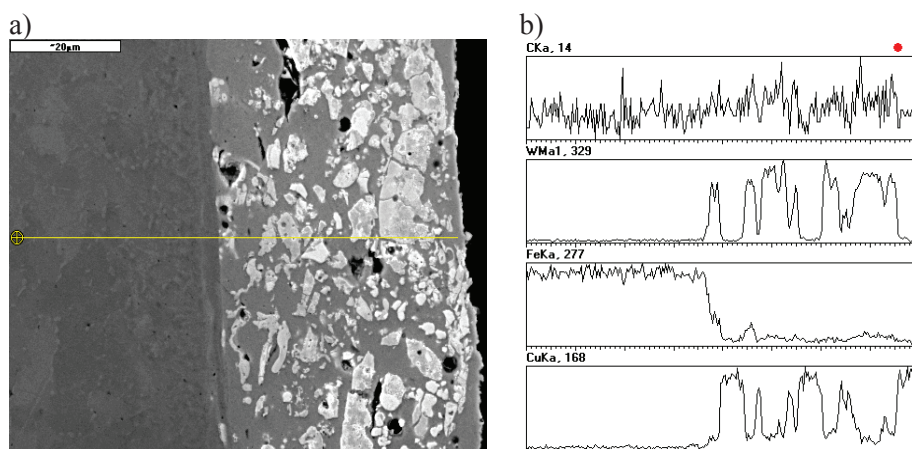 a)
~20µm
b)
CKa, 14
WMa1, 329
FeKa, 277
CuKa, 168